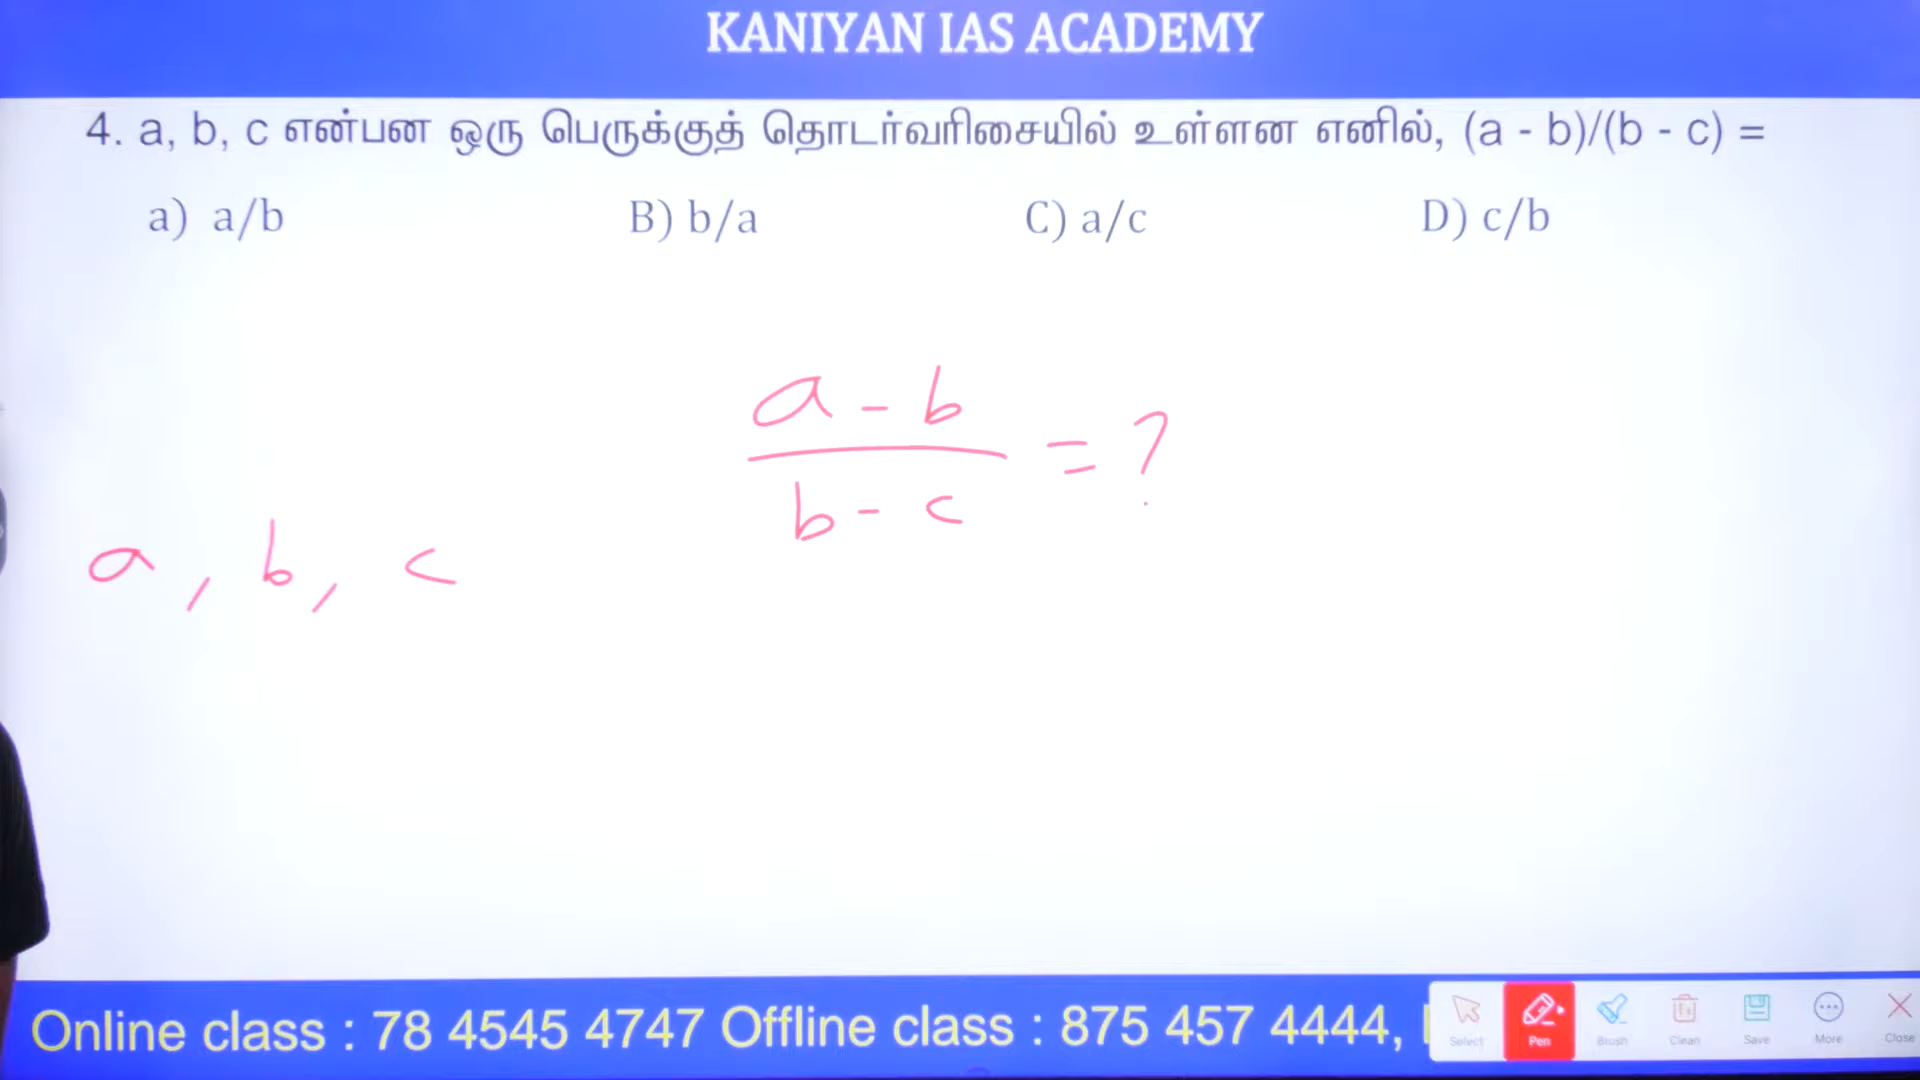 KANIYAN IAS ACADEMY
4. a, b, c என்பன ஒரு பெருக்குத் தொடர்வரிசையில் உள்ளன எனில், (a - b)/(b - c) =
a) a/b B) b/a C) a/c D) c/b
a - b
= ?
b - c
a, b, c
Online class : 78 4545 4747 Offline class : 875 457 4444,
Select Pen Brush Clean Save More Close